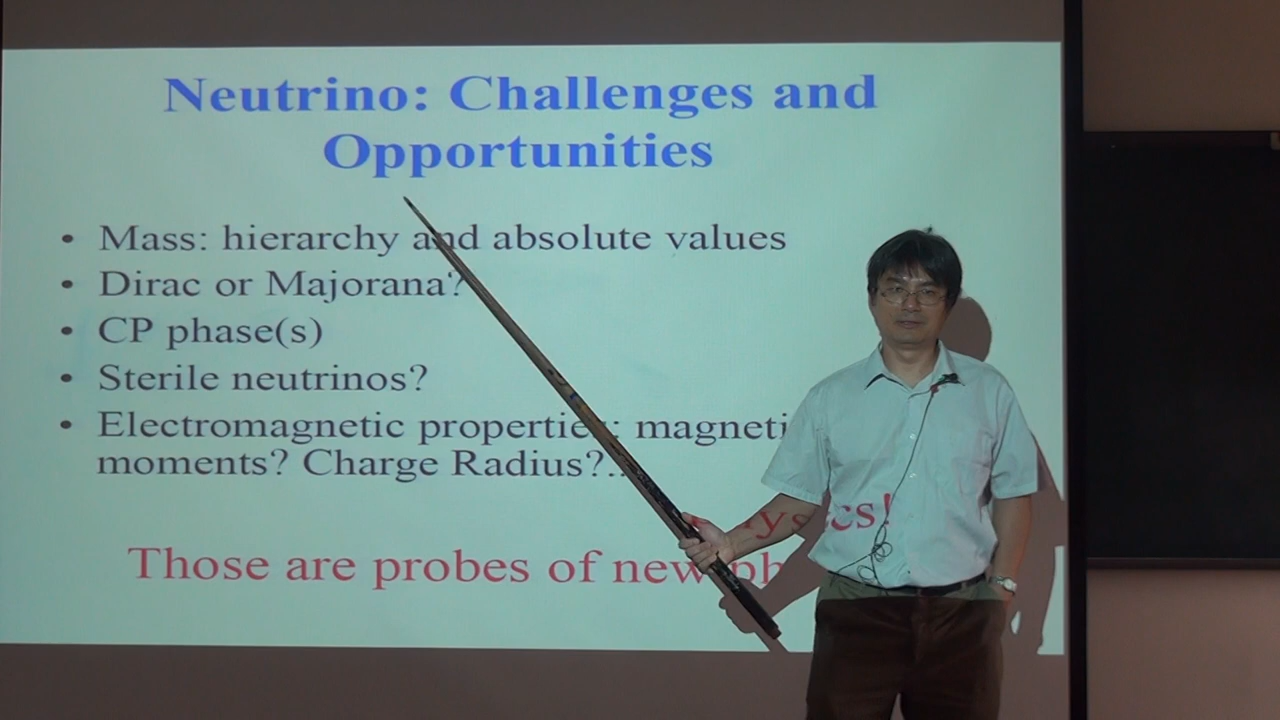 Neutrino: Challenges and
Opportunities
• Mass: hierarchy and absolute values
• Dirac or Majorana?
• CP phase(s)
• Sterile neutrinos?
• Electromagnetic properties: magneti
moments? Charge Radius?..
Those are probes of new physics!